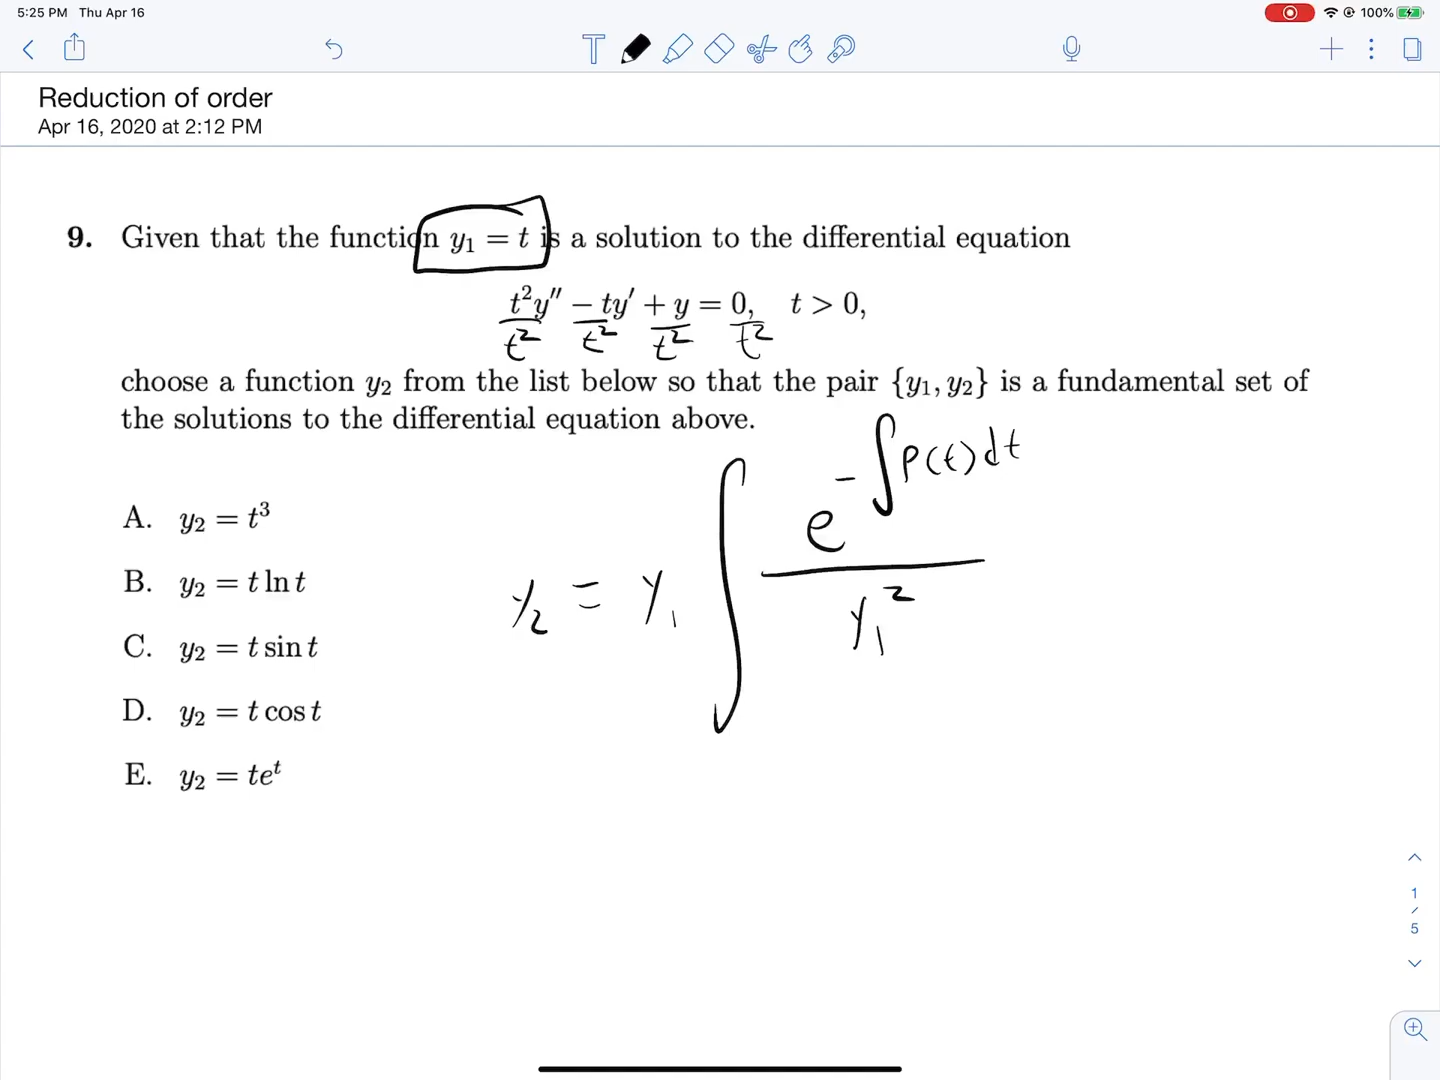 5:25 PM Thu Apr 16
100%
T
Reduction of order
Apr 16, 2020 at 2:12 PM
9. Given that the function y₁ = t is a solution to the differential equation
t²y″ − ty′ + y = 0, t > 0,
t² t² t² t²
choose a function y₂ from the list below so that the pair {y₁, y₂} is a fundamental set of
the solutions to the differential equation above.
A. y₂ = t³
B. y₂ = t ln t
C. y₂ = t sin t
D. y₂ = t cos t
E. y₂ = teᵗ
y₂ = y₁ ∫ e^(-∫p(t)dt) / y₁²
1
/
5